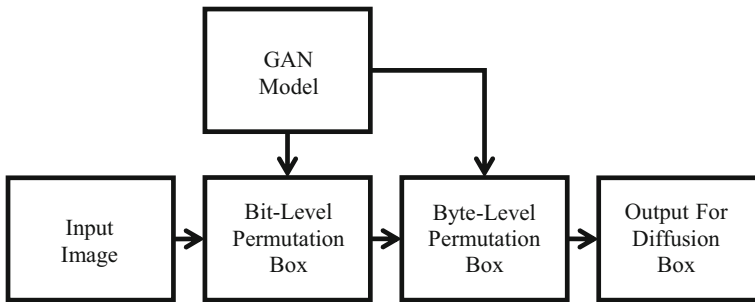 GAN
Model
Input
Image
Bit-Level
Permutation
Box
Byte-Level
Permutation
Box
Output For
Diffusion
Box